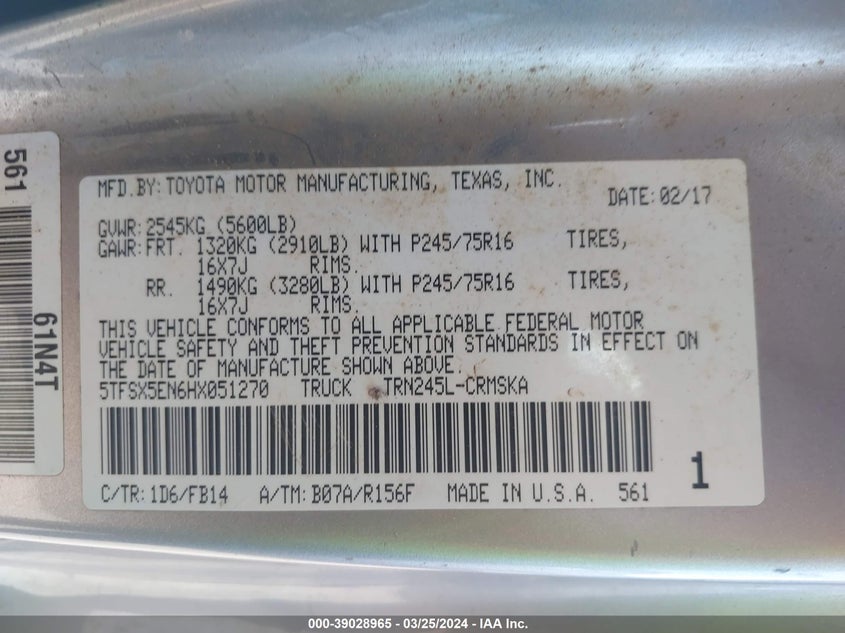 561
61N4T
MFD.BY: TOYOTA MOTOR MANUFACTURING, TEXAS, INC.
DATE: 02/17
GVWR: 2545KG (5600LB)
GAWR: FRT. 1320KG (2910LB) WITH P245/75R16 TIRES,
16X7J RIMS.
RR. 1490KG (3280LB) WITH P245/75R16 TIRES,
16X7J RIMS.
THIS VEHICLE CONFORMS TO ALL APPLICABLE FEDERAL MOTOR
VEHICLE SAFETY AND THEFT PREVENTION STANDARDS IN EFFECT ON
THE DATE OF MANUFACTURE SHOWN ABOVE.
5TFSX5EN6HX051270 TRUCK TRN245L-CRMSKA
1
C/TR: 1D6/FB14 A/TM: B07A/R156F MADE IN U.S.A. 561
000-39028965 - 03/25/2024 - IAA Inc.